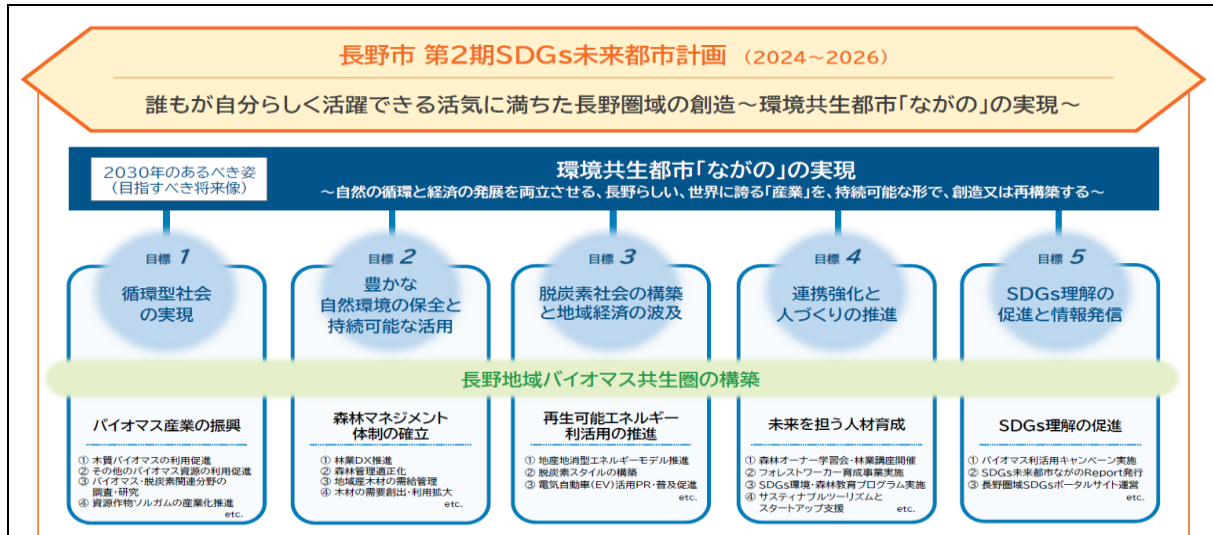 長野市 第2期SDGs未来都市計画 （2024～2026）
誰もが自分らしく活躍できる活気に満ちた長野圏域の創造～環境共生都市「ながの」の実現～
2030年のあるべき姿
（目指すべき将来像）
環境共生都市「ながの」の実現
～自然の循環と経済の発展を両立させる、長野らしい、世界に誇る「産業」を、持続可能な形で、創造又は再構築する～
目標 1
循環型社会
の実現
目標 2
豊かな
自然環境の保全と
持続可能な活用
目標 3
脱炭素社会の構築
と地域経済の波及
目標 4
連携強化と
人づくりの推進
目標 5
SDGs理解の
促進と情報発信
長野地域バイオマス共生圏の構築
バイオマス産業の振興
① 木質バイオマスの利用促進
② その他のバイオマス資源の利用促進
③ バイオマス・脱炭素関連分野の
調査・研究
④ 資源作物ソルガムの産業化推進
etc.
森林マネジメント
体制の確立
① 林業DX推進
② 森林管理適正化
③ 地域産木材の需給管理
④ 木材の需要創出・利用拡大
etc.
再生可能エネルギー
利活用の推進
① 地産地消型エネルギーモデル推進
② 脱炭素スタイルの構築
③ 電気自動車（EV）活用PR・普及促進
etc.
未来を担う人材育成
① 森林オーナー学習会・林業講座開催
② フォレストワーカー育成事業実施
③ SDGs環境・森林教育プログラム実施
④ サスティナブルツーリズムと
スタートアップ支援
etc.
SDGs理解の促進
① バイオマス利活用キャンペーン実施
② SDGs未来都市ながのReport発行
③ 長野圏域SDGsポータルサイト運営
etc.